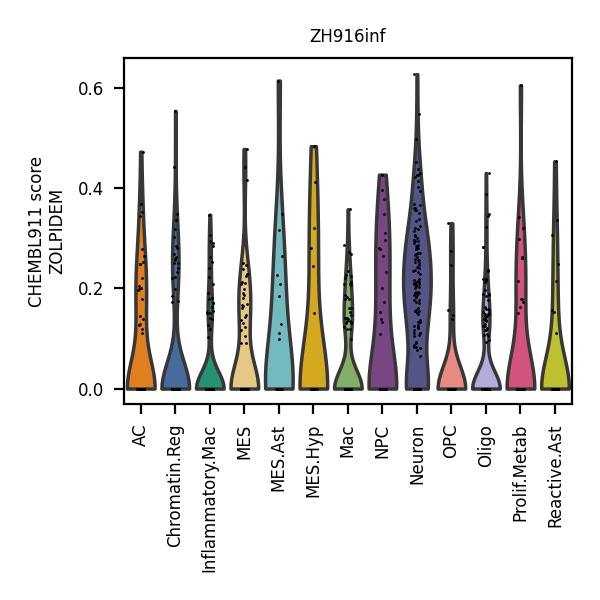 ZH916inf
CHEMBL911 score
ZOLPIDEM
0.6
0.4
0.2
0.0
AC
Chromatin.Reg
Inflammatory.Mac
MES
MES.Ast
MES.Hyp
Mac
NPC
Neuron
OPC
Oligo
Prolif.Metab
Reactive.Ast